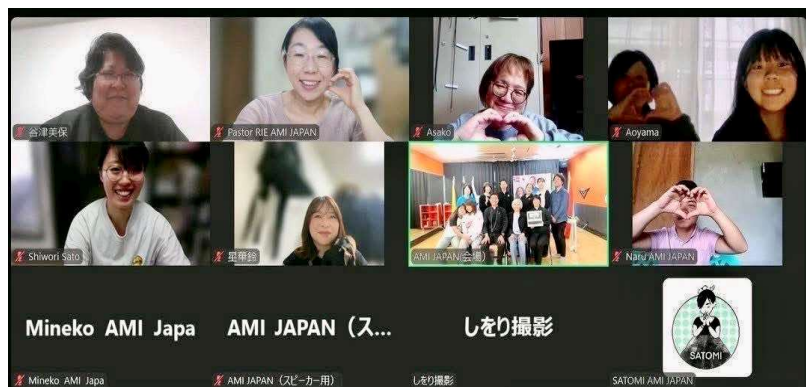 谷津美保
Pastor RIE AMI JAPAN
Asako
Aoyama
Shiwori Sato
星華鈴
AMI JAPAN(会場)
Naru AMI JAPAN
Mineko AMI Japa
AMI JAPAN（ス...
しをり撮影
SATOMI
Mineko AMI Japa
AMI JAPAN（スピーカー用）
しをり撮影
SATOMI AMI JAPAN